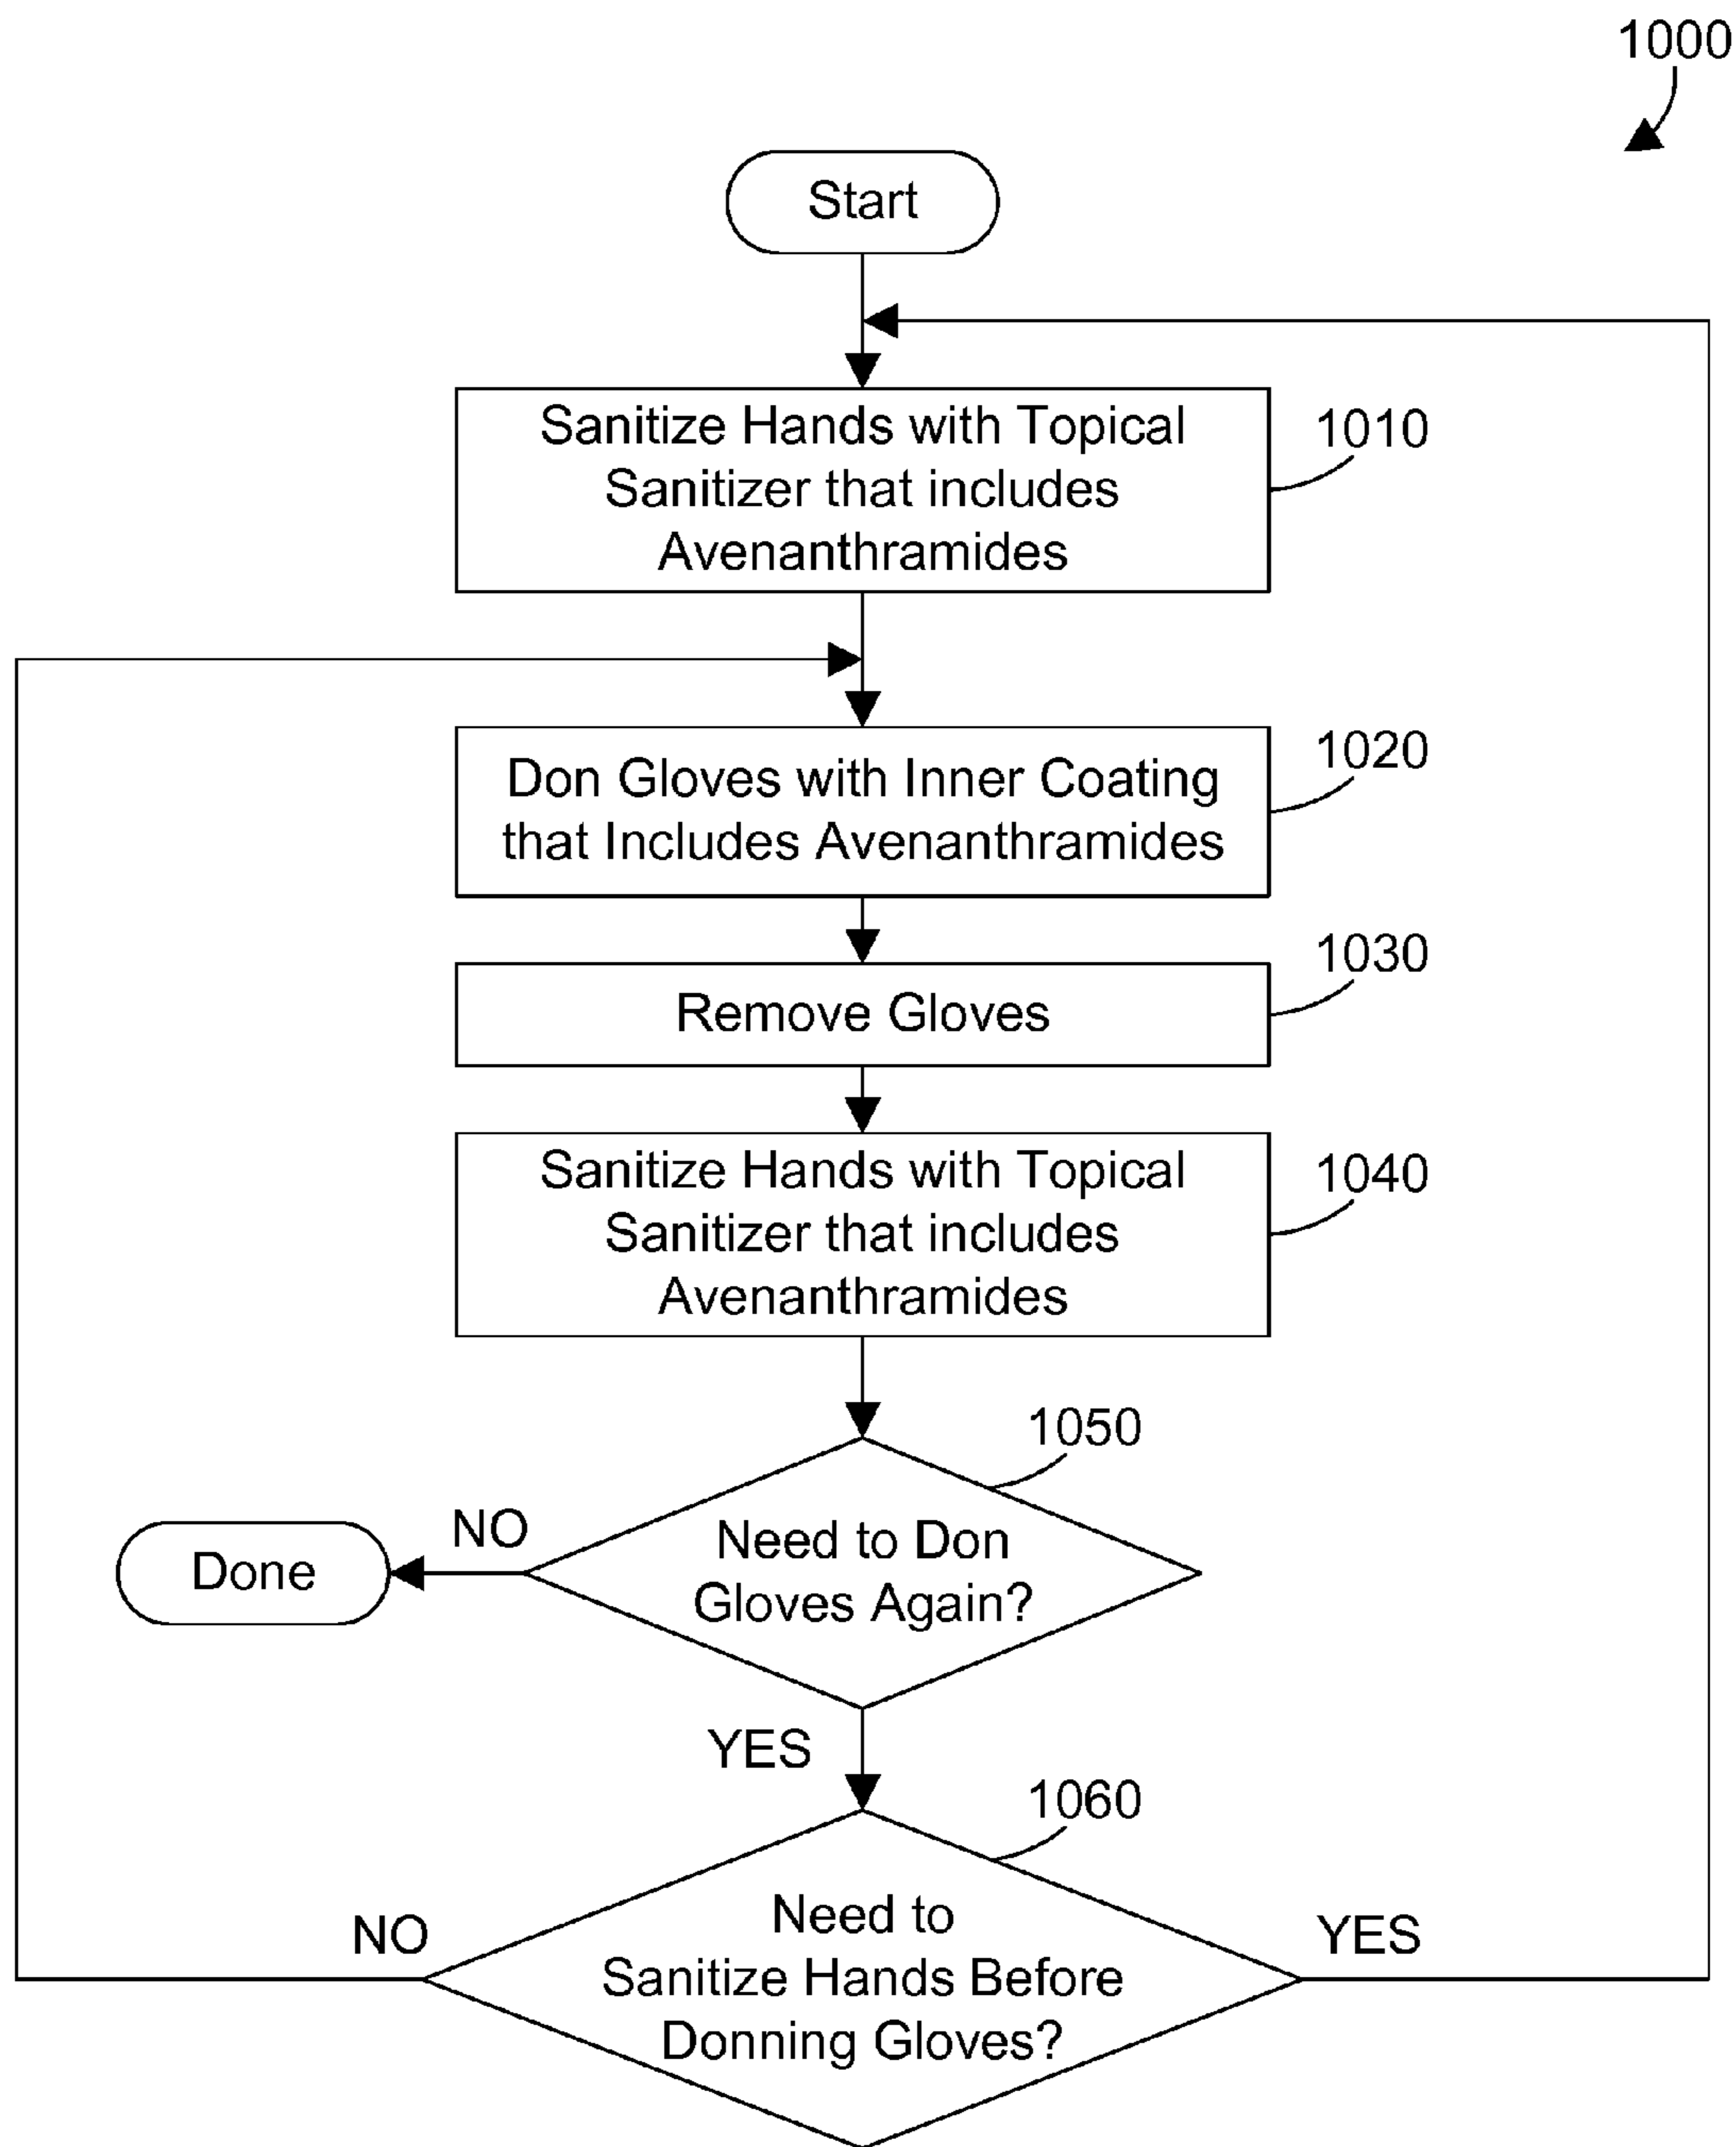 1000
Start
Sanitize Hands with Topical
Sanitizer that includes
Avenanthramides
1010
Don Gloves with Inner Coating
that Includes Avenanthramides
1020
Remove Gloves
1030
Sanitize Hands with Topical
Sanitizer that includes
Avenanthramides
1040
1050
Need to Don
Gloves Again?
NO
Done
YES
1060
Need to
Sanitize Hands Before
Donning Gloves?
NO
YES